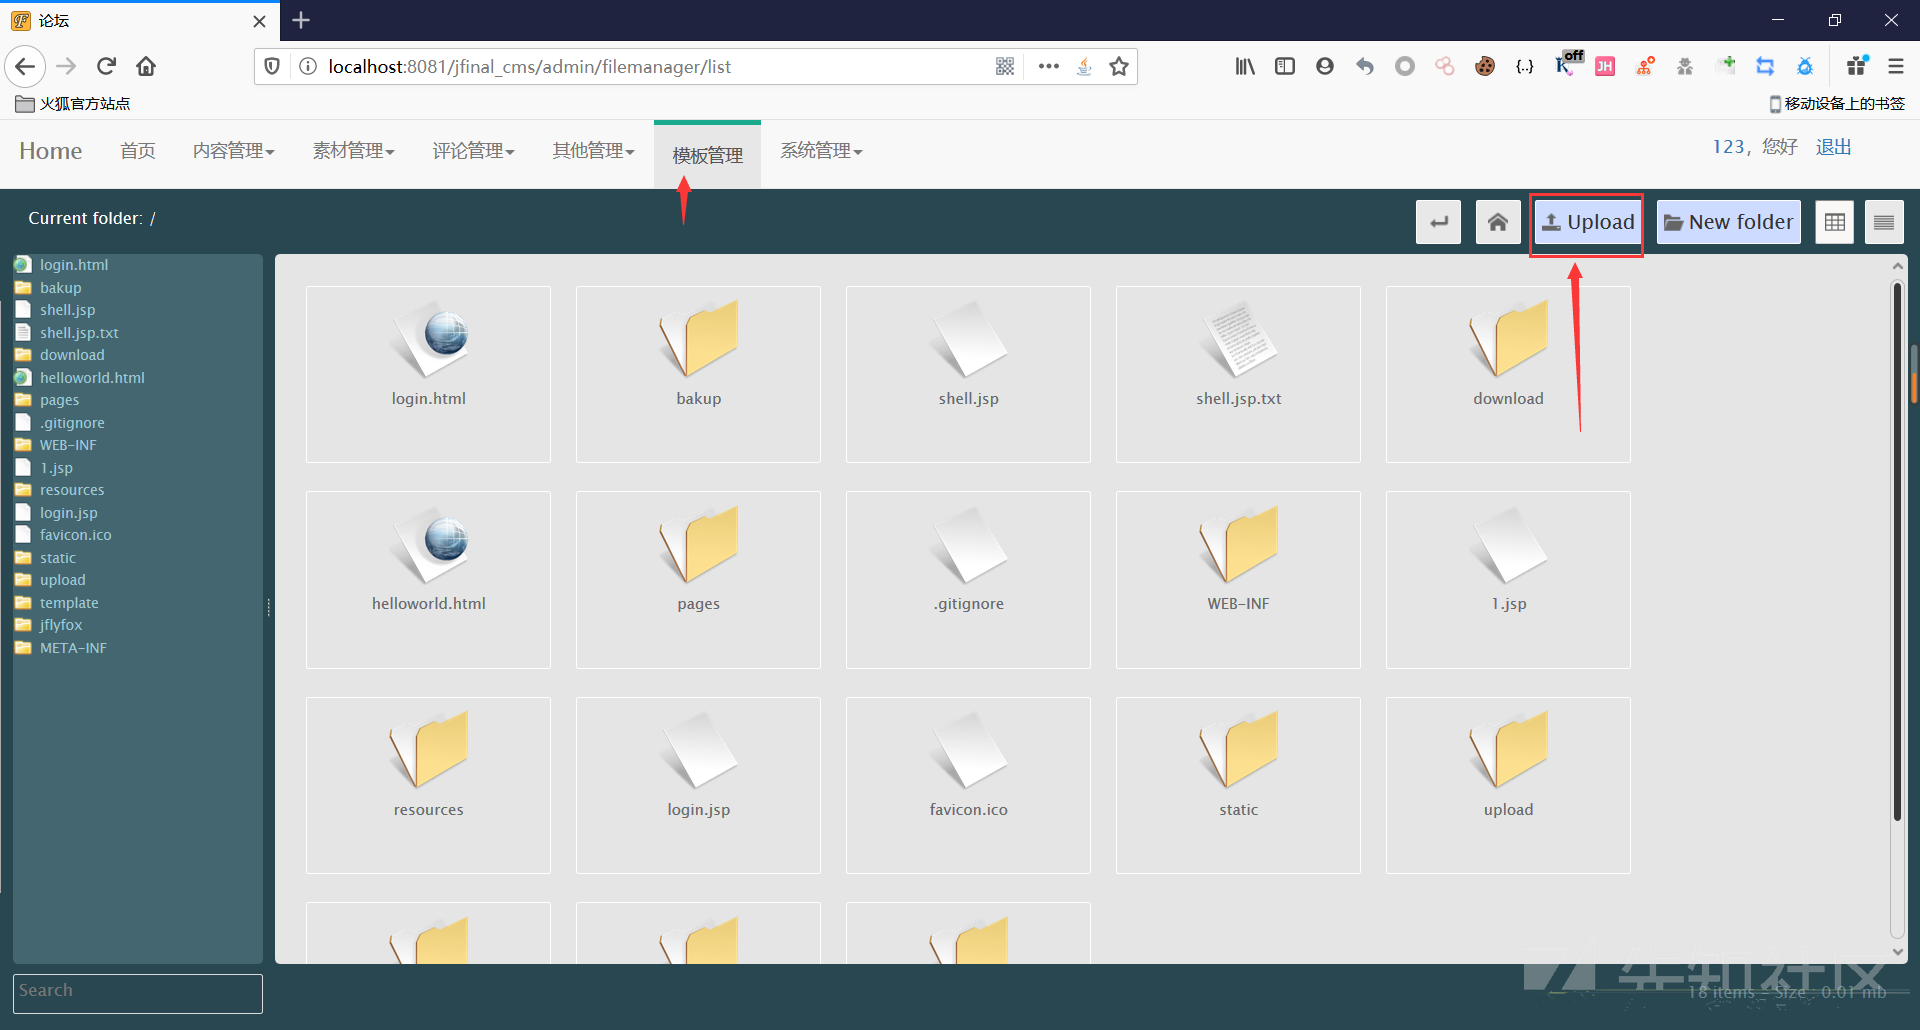 论坛
localhost:8081/jfinal_cms/admin/filemanager/list
off
JH
火狐官方站点
移动设备上的书签
Home 首页 内容管理 素材管理 评论管理 其他管理 模板管理 系统管理 123，您好 退出
Current folder: /
Upload New folder
login.html
bakup
shell.jsp
shell.jsp.txt
download
helloworld.html
pages
.gitignore
WEB-INF
1.jsp
resources
login.jsp
favicon.ico
static
upload
template
jflyfox
META-INF
login.html bakup shell.jsp shell.jsp.txt download
helloworld.html pages .gitignore WEB-INF 1.jsp
resources login.jsp favicon.ico static upload
Search
18 items - Size : 0.01 mb